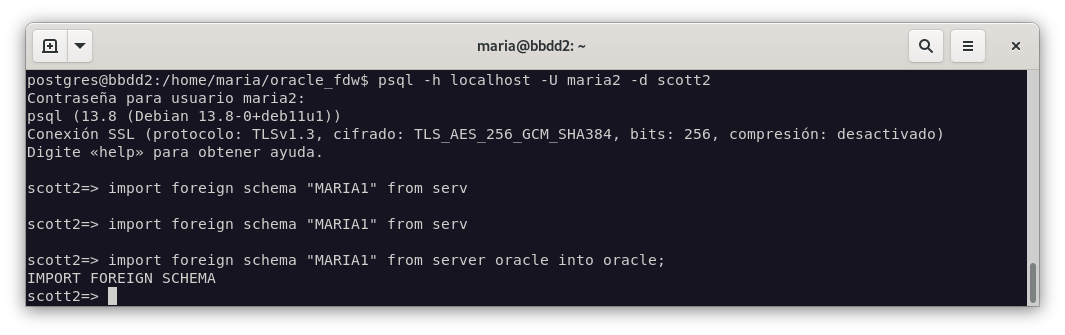 maria@bbdd2: ~
postgres@bbdd2:/home/maria/oracle_fdw$ psql -h localhost -U maria2 -d scott2
Contraseña para usuario maria2:
psql (13.8 (Debian 13.8-0+deb11u1))
Conexión SSL (protocolo: TLSv1.3, cifrado: TLS_AES_256_GCM_SHA384, bits: 256, compresión: desactivado)
Digite «help» para obtener ayuda.
scott2=> import foreign schema "MARIA1" from serv
scott2=> import foreign schema "MARIA1" from serv
scott2=> import foreign schema "MARIA1" from server oracle into oracle;
IMPORT FOREIGN SCHEMA
scott2=>